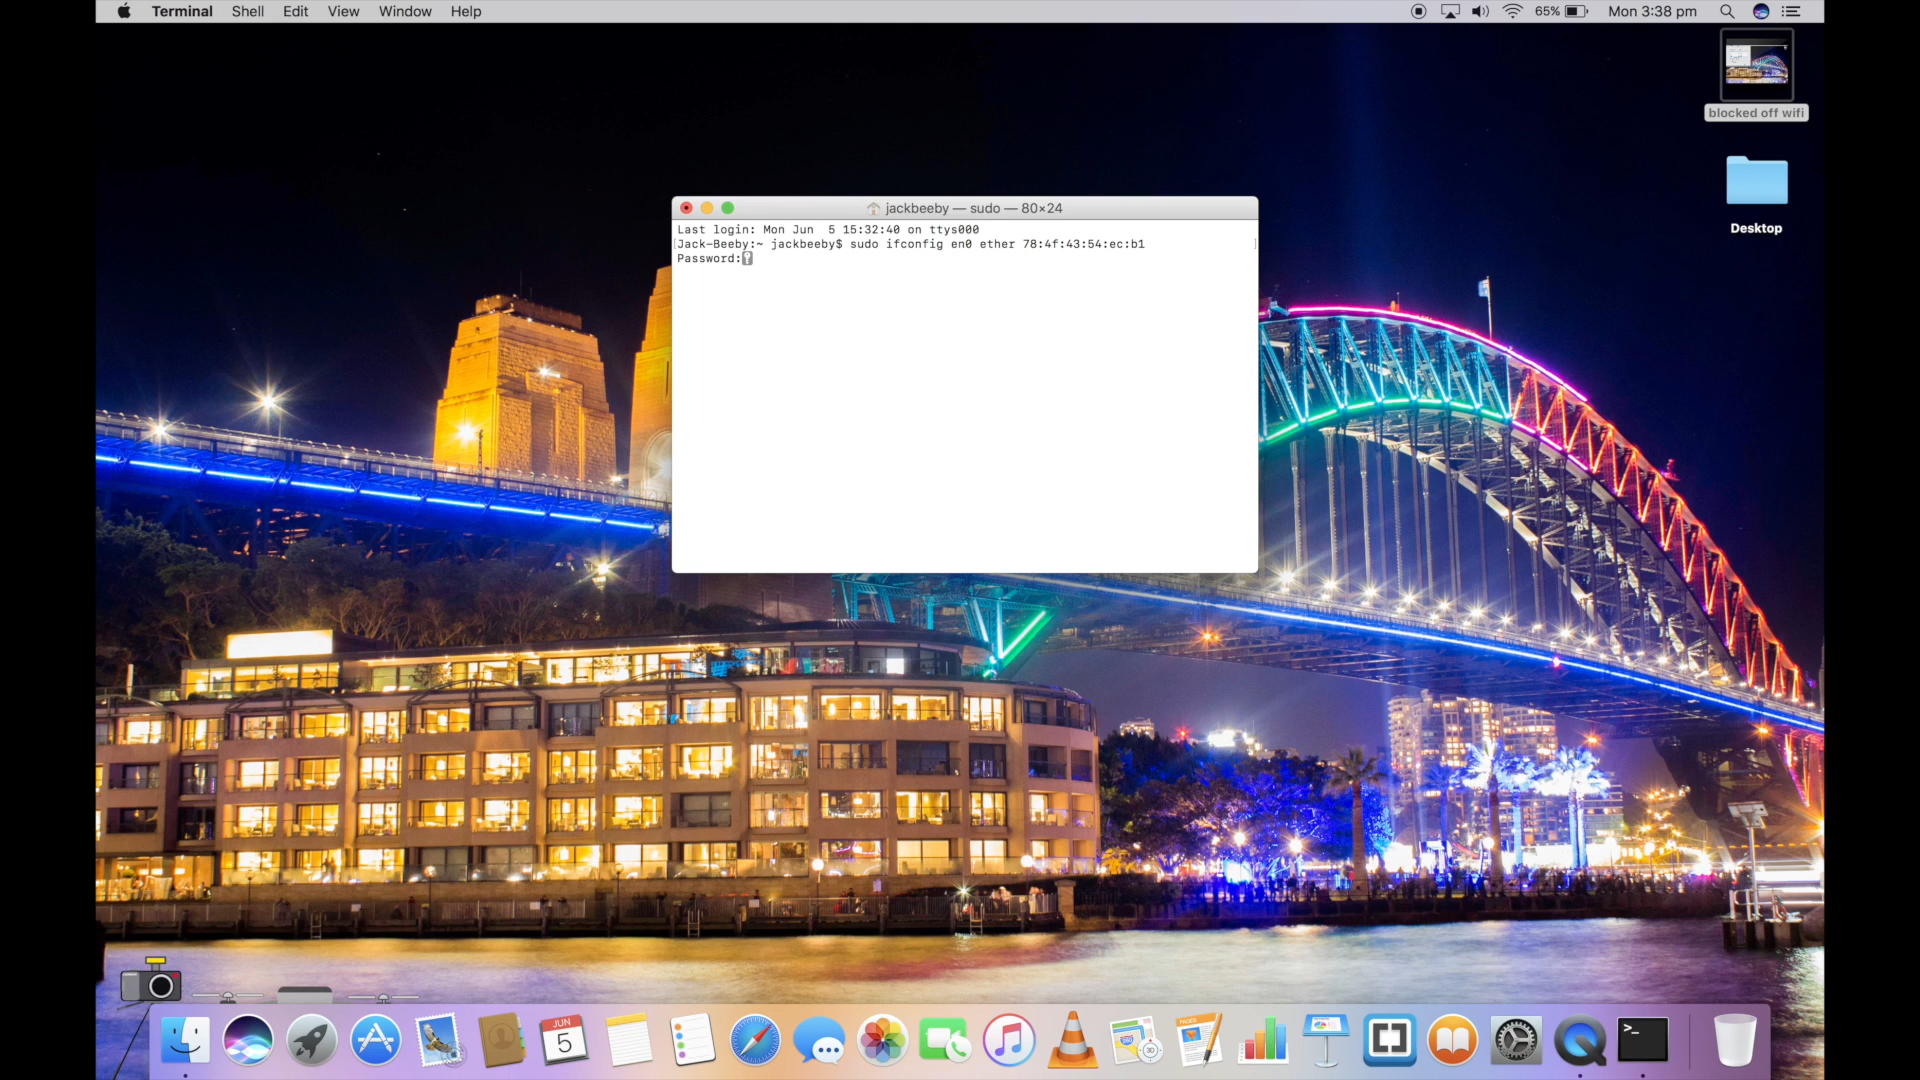 Terminal Shell Edit View Window Help 65% Mon 3:38 pm
blocked off wifi
Desktop
jackbeeby — sudo — 80×24
Last login: Mon Jun  5 15:32:40 on ttys000
[Jack-Beeby:~ jackbeeby$ sudo ifconfig en0 ether 78:4f:43:54:ec:b1 ]
Password:
JUN
5
PAGES
>_